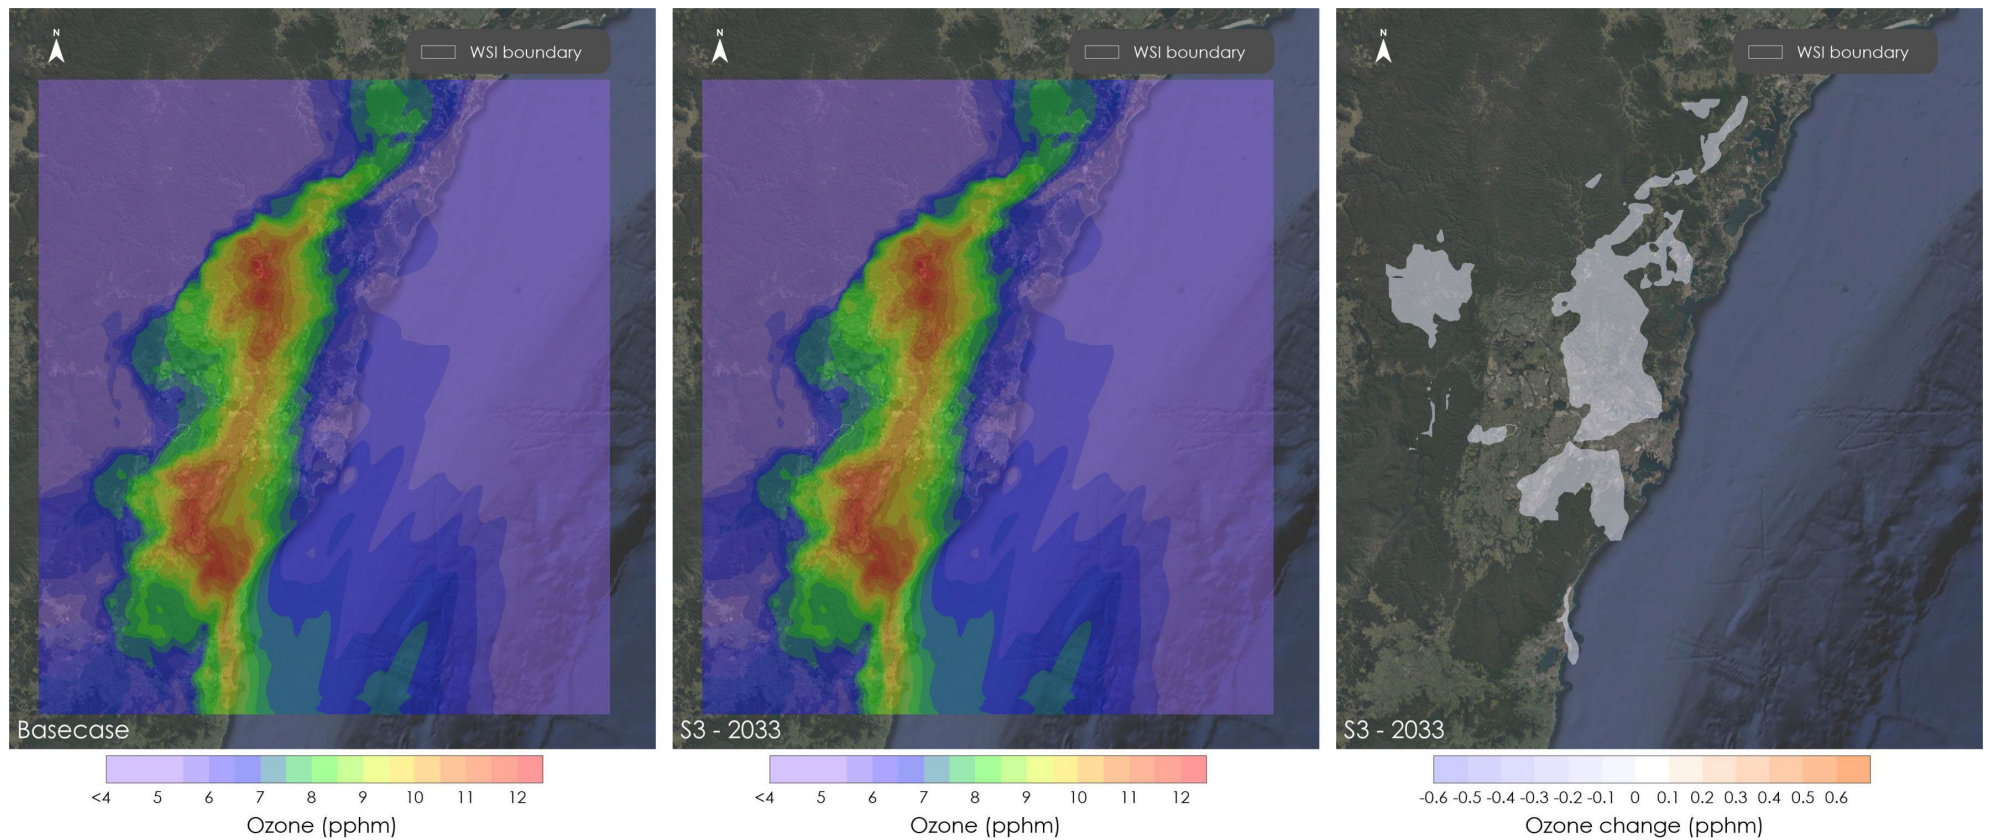 N
WSI boundary
N
WSI boundary
N
WSI boundary
Basecase
S3 - 2033
S3 - 2033
<4 5 6 7 8 9 10 11 12
<4 5 6 7 8 9 10 11 12
-0.6 -0.5 -0.4 -0.3 -0.2 -0.1 0 0.1 0.2 0.3 0.4 0.5 0.6
Ozone (pphm)
Ozone (pphm)
Ozone change (pphm)